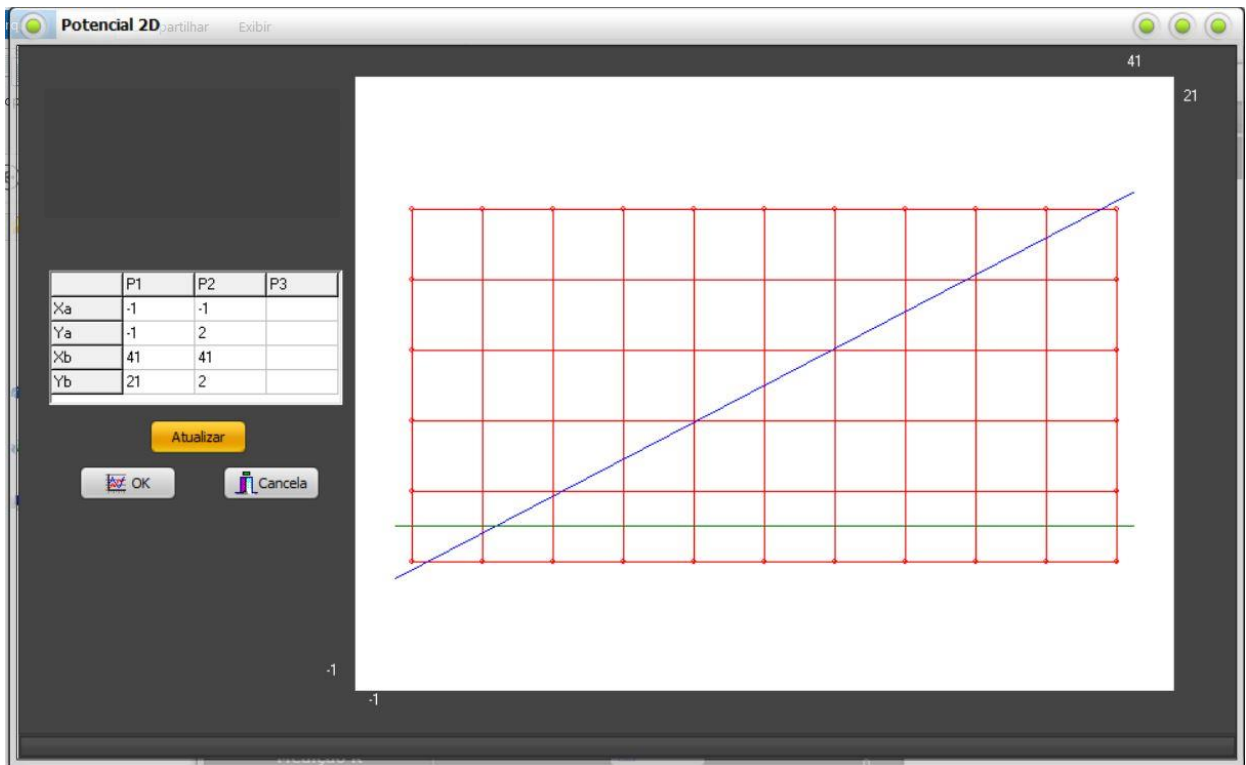 Potencial 2D partilhar Exibir
41
21
P1 P2 P3
Xa -1 -1
Ya -1 2
Xb 41 41
Yb 21 2
Atualizar
OK Cancela
-1
-1